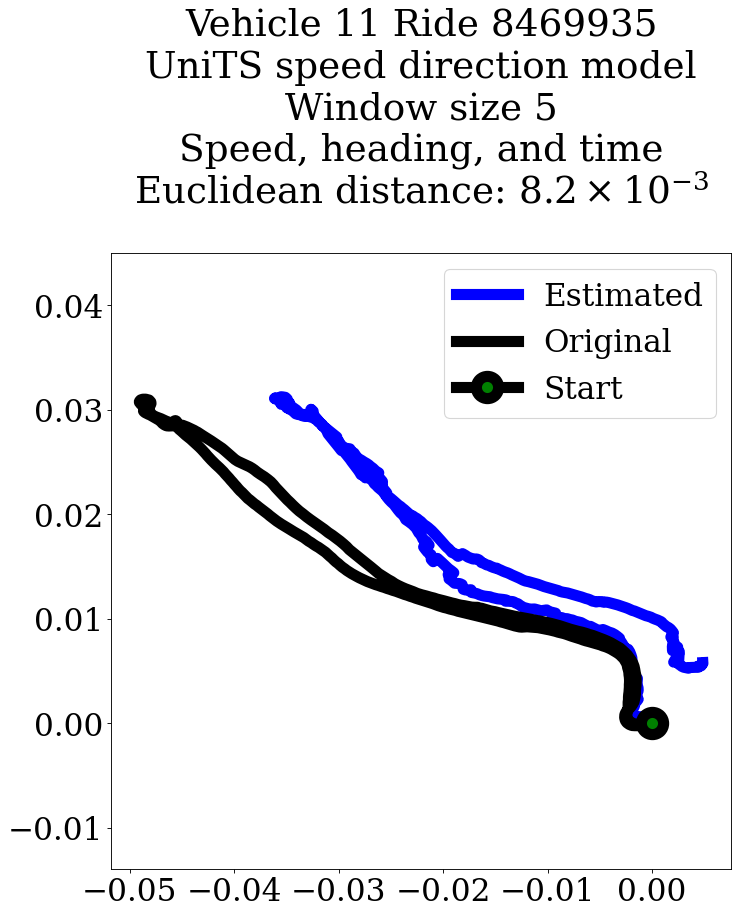 Vehicle 11 Ride 8469935
UniTS speed direction model
Window size 5
Speed, heading, and time
Euclidean distance: 8.2 × 10⁻³
Estimated
Original
Start
0.04
0.03
0.02
0.01
0.00
−0.01
−0.05 −0.04 −0.03 −0.02 −0.01 0.00